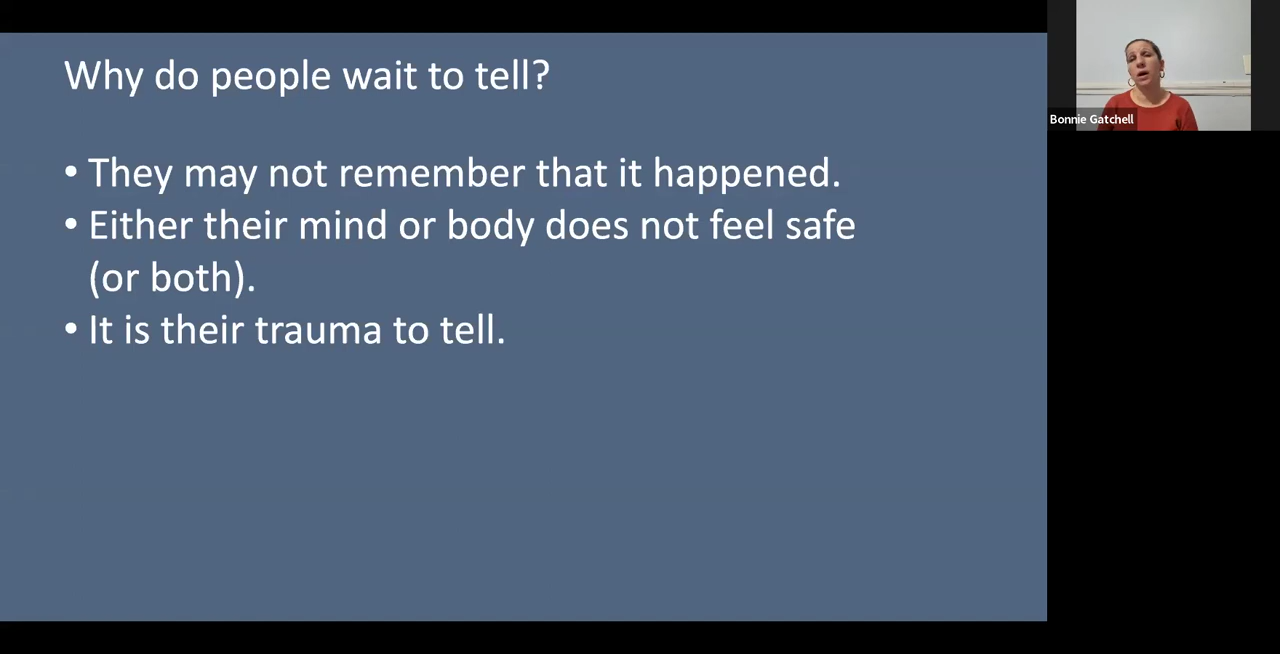 Why do people wait to tell?
• They may not remember that it happened.
• Either their mind or body does not feel safe
(or both).
• It is their trauma to tell.
Bonnie Gatchell